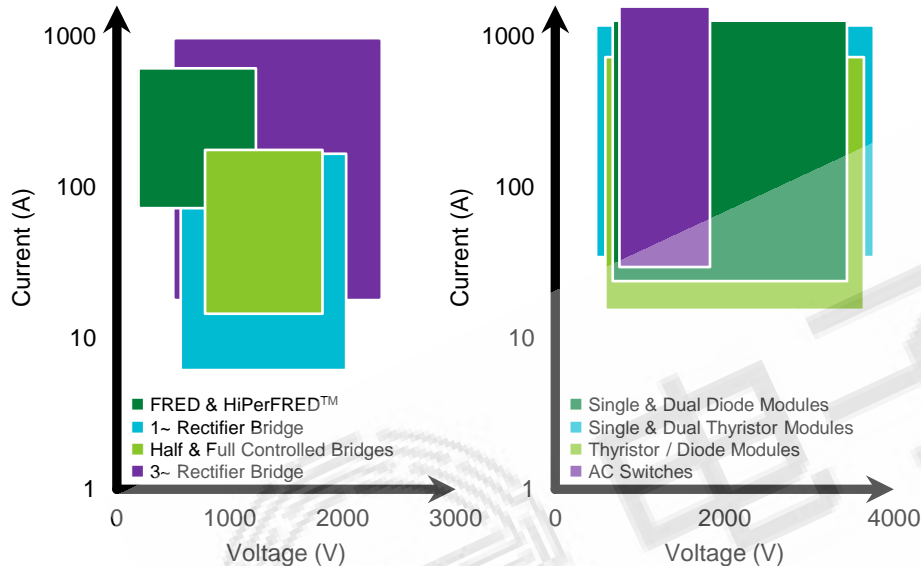 1000
100
10
1
Current (A)
FRED & HiPerFRED™
1~ Rectifier Bridge
Half & Full Controlled Bridges
3~ Rectifier Bridge
0
1000
2000
3000
Voltage (V)
1000
100
10
1
Current (A)
Single & Dual Diode Modules
Single & Dual Thyristor Modules
Thyristor / Diode Modules
AC Switches
0
2000
4000
Voltage (V)